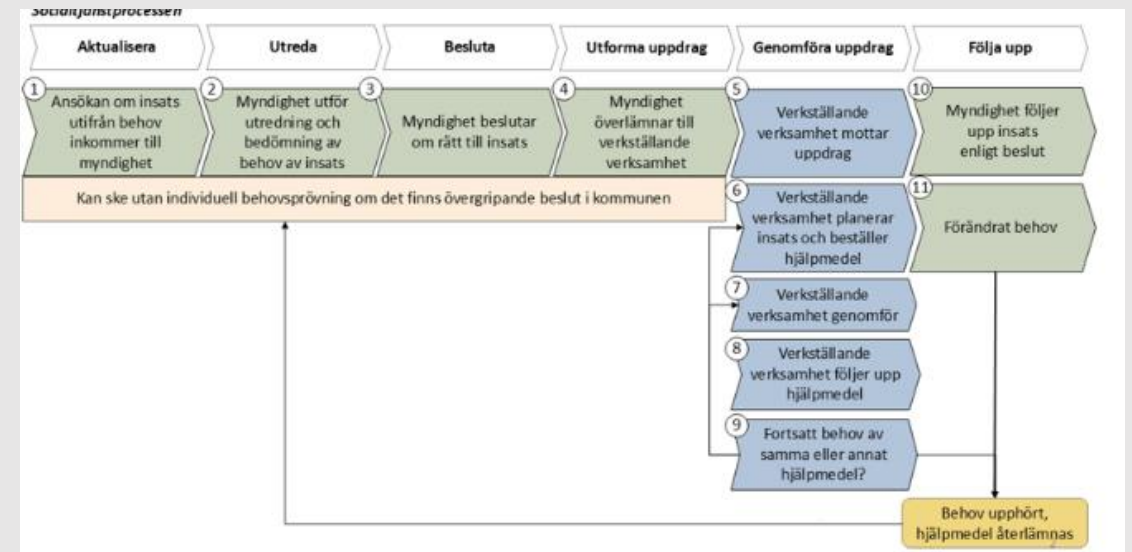 Socialtjänstprocessen
Aktualisera
Utreda
Besluta
Utforma uppdrag
Genomföra uppdrag
Följa upp
1
Ansökan om insats
utifrån behov
inkommer till
myndighet
2
Myndighet utför
utredning och
bedömning av
behov av insats
3
Myndighet beslutar
om rätt till insats
4
Myndighet
överlämnar till
verkställande
verksamhet
5
Verkställande
verksamhet mottar
uppdrag
10
Myndighet följer
upp insats
enligt beslut
Kan ske utan individuell behovsprövning om det finns övergripande beslut i kommunen
6
Verkställande
verksamhet planerar
insats och beställer
hjälpmedel
11
Förändrat behov
7
Verkställande
verksamhet genomför
8
Verkställande
verksamhet följer upp
hjälpmedel
9
Fortsatt behov av
samma eller annat
hjälpmedel?
Behov upphört,
hjälpmedel återlämnas